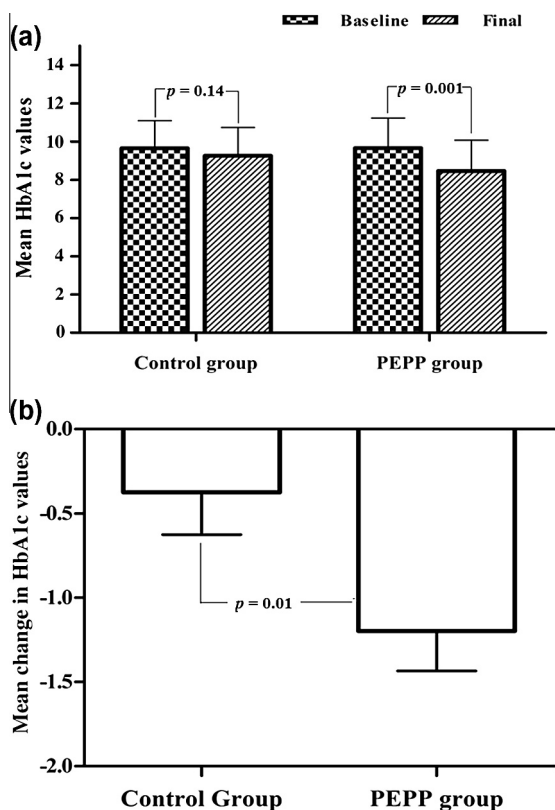 Baseline Final
(a)
Mean HbA1c values
14
12
10
8
6
4
2
0
p = 0.14
p = 0.001
Control group PEPP group
(b)
Mean change in HbA1c values
0.0
-0.5
-1.0
-1.5
-2.0
p = 0.01
Control Group PEPP group